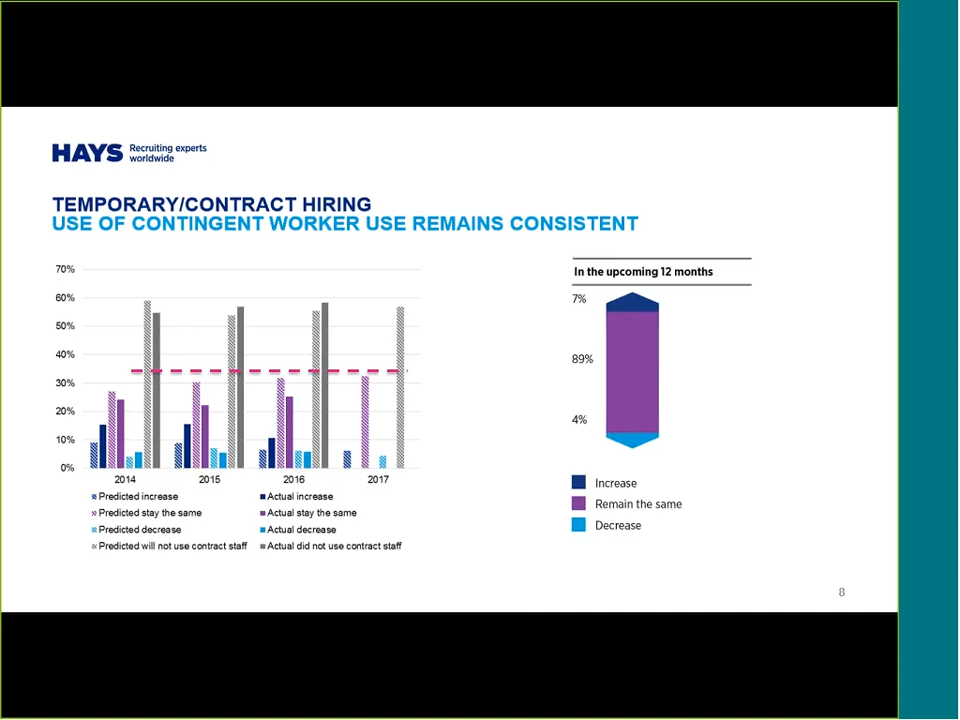 HAYS Recruiting experts
worldwide
TEMPORARY/CONTRACT HIRING
USE OF CONTINGENT WORKER USE REMAINS CONSISTENT
70%
60%
50%
40%
30%
20%
10%
0%
2014 2015 2016 2017
Predicted increase Actual increase
Predicted stay the same Actual stay the same
Predicted decrease Actual decrease
Predicted will not use contract staff Actual did not use contract staff
In the upcoming 12 months
7%
89%
4%
Increase
Remain the same
Decrease
8